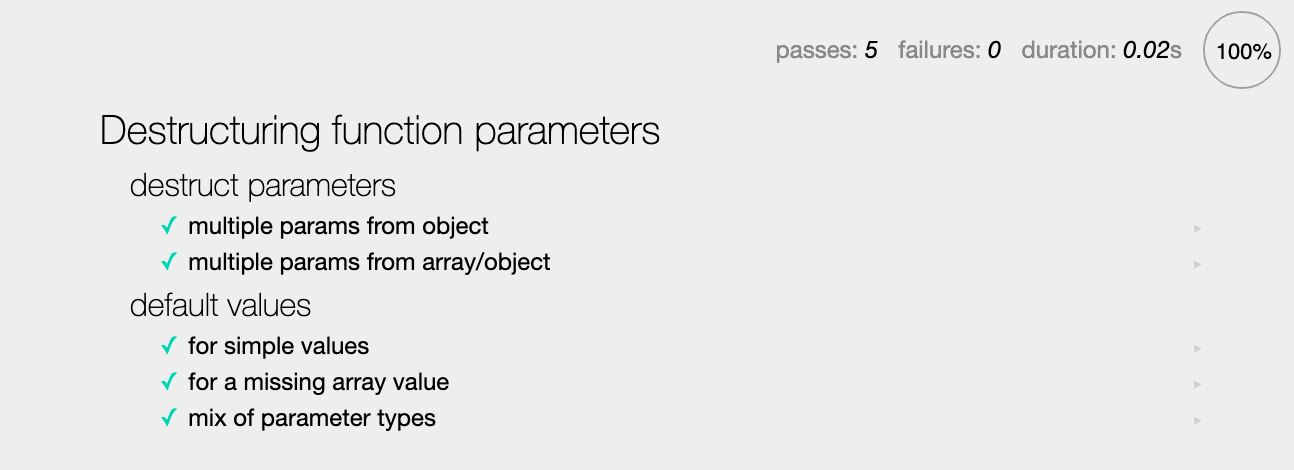 passes: 5 failures: 0 duration: 0.02s 100%
Destructuring function parameters
destruct parameters
✓ multiple params from object
✓ multiple params from array/object
default values
✓ for simple values
✓ for a missing array value
✓ mix of parameter types